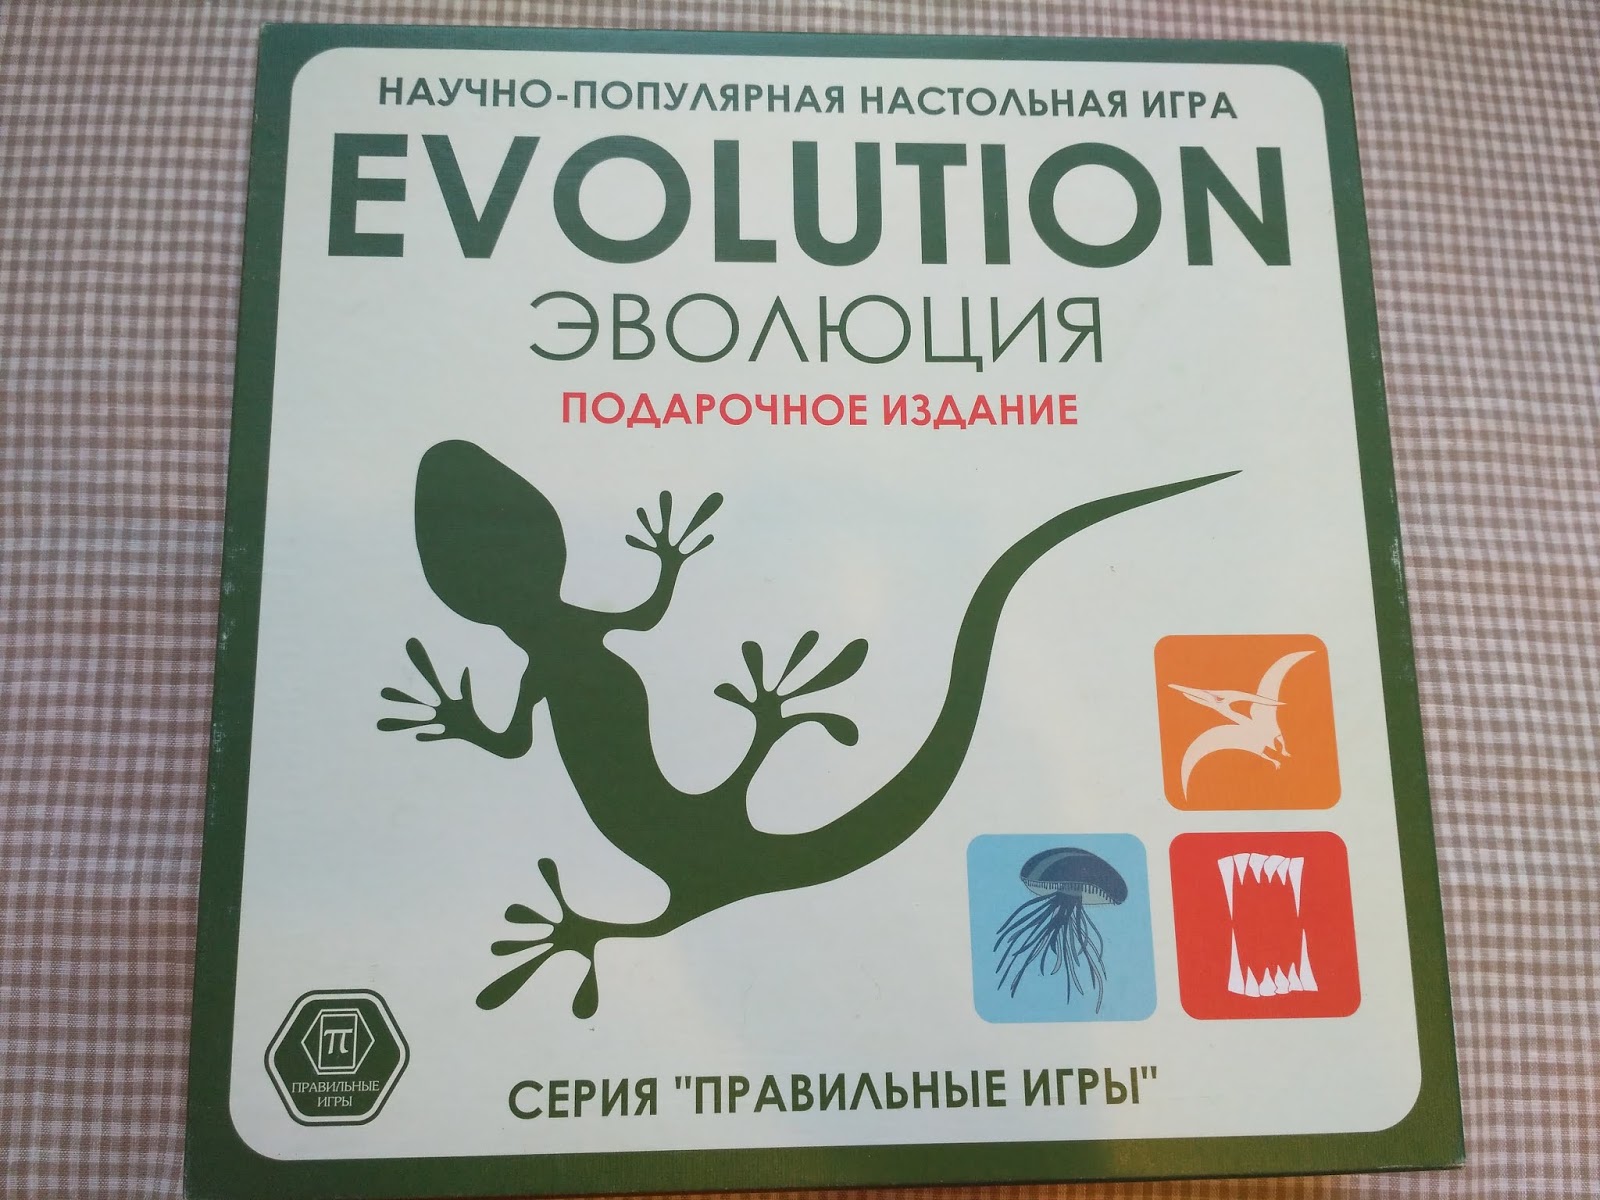 НАУЧНО-ПОПУЛЯРНАЯ НАСТОЛЬНАЯ ИГРА
EVOLUTION
ЭВОЛЮЦИЯ
ПОДАРОЧНОЕ ИЗДАНИЕ
π
ПРАВИЛЬНЫЕ
ИГРЫ
СЕРИЯ "ПРАВИЛЬНЫЕ ИГРЫ"